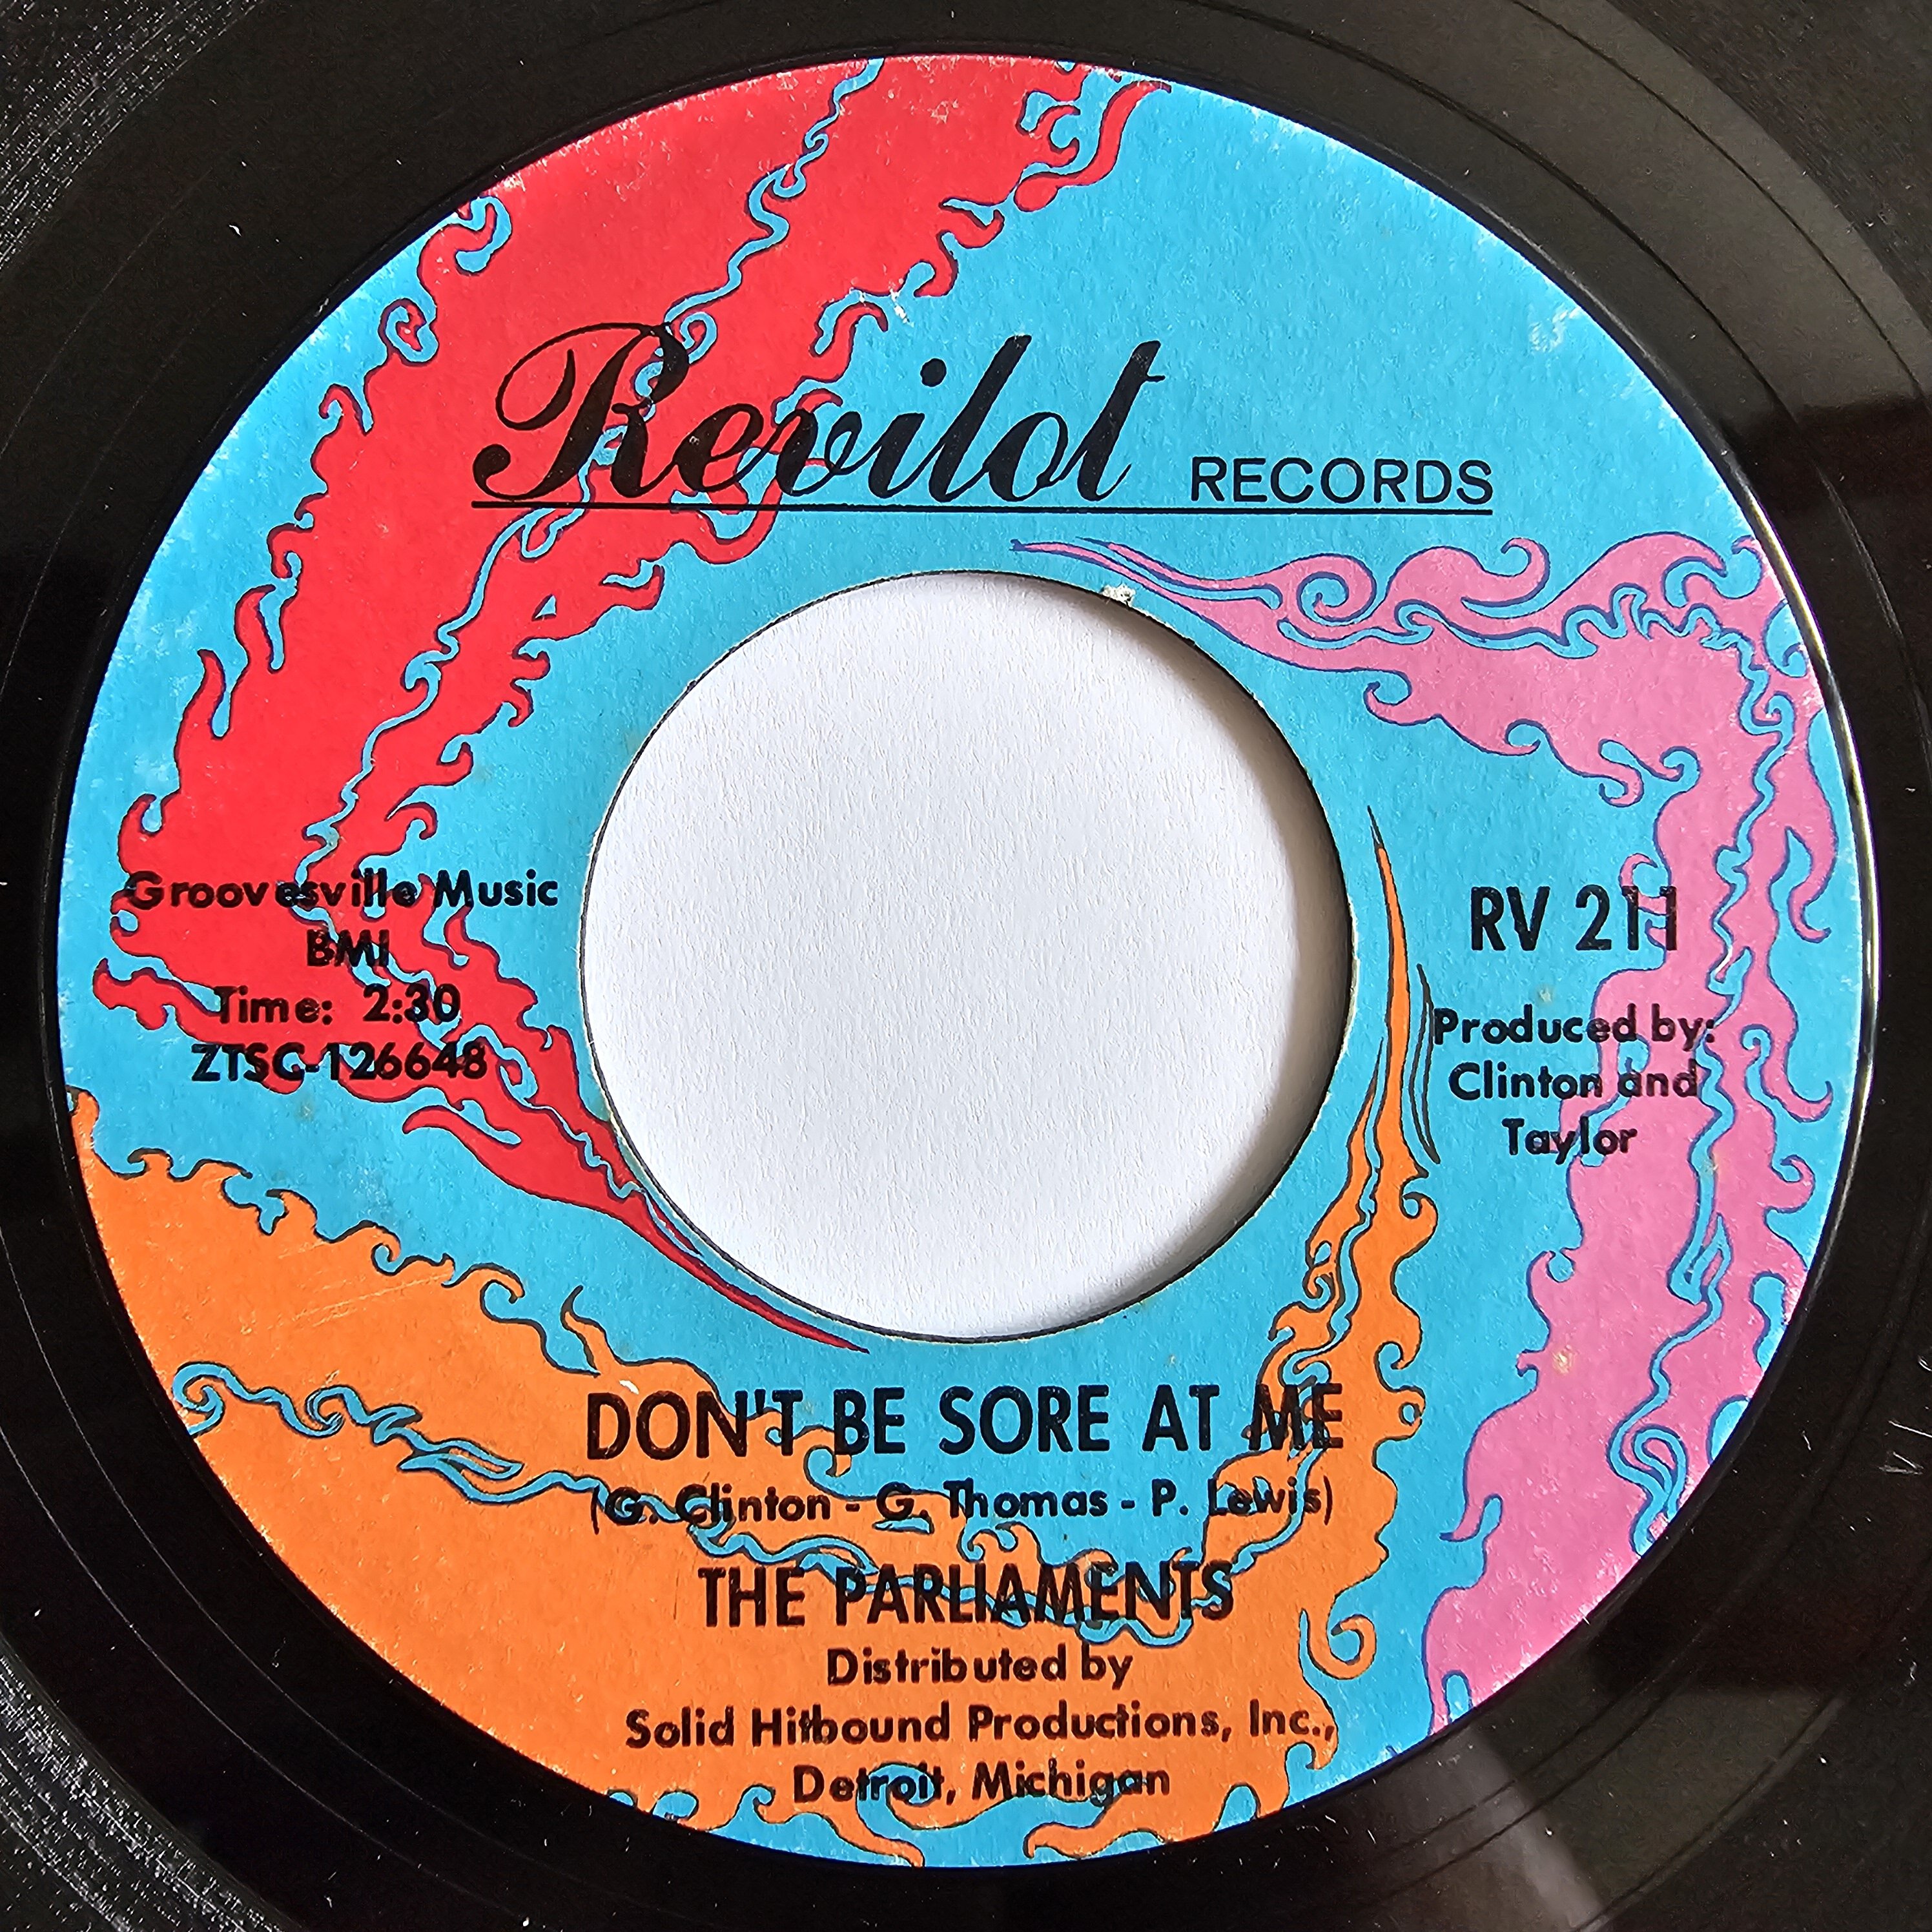 Revilot RECORDS
Groovesville Music
BMI
Time: 2:30
ZTSC-126648
RV 211
Produced by:
Clinton and
Taylor
DON'T BE SORE AT ME
(G. Clinton - G. Thomas - P. Lewis)
THE PARLIAMENTS
Distributed by
Solid Hitbound Productions, Inc.,
Detroit, Michigan